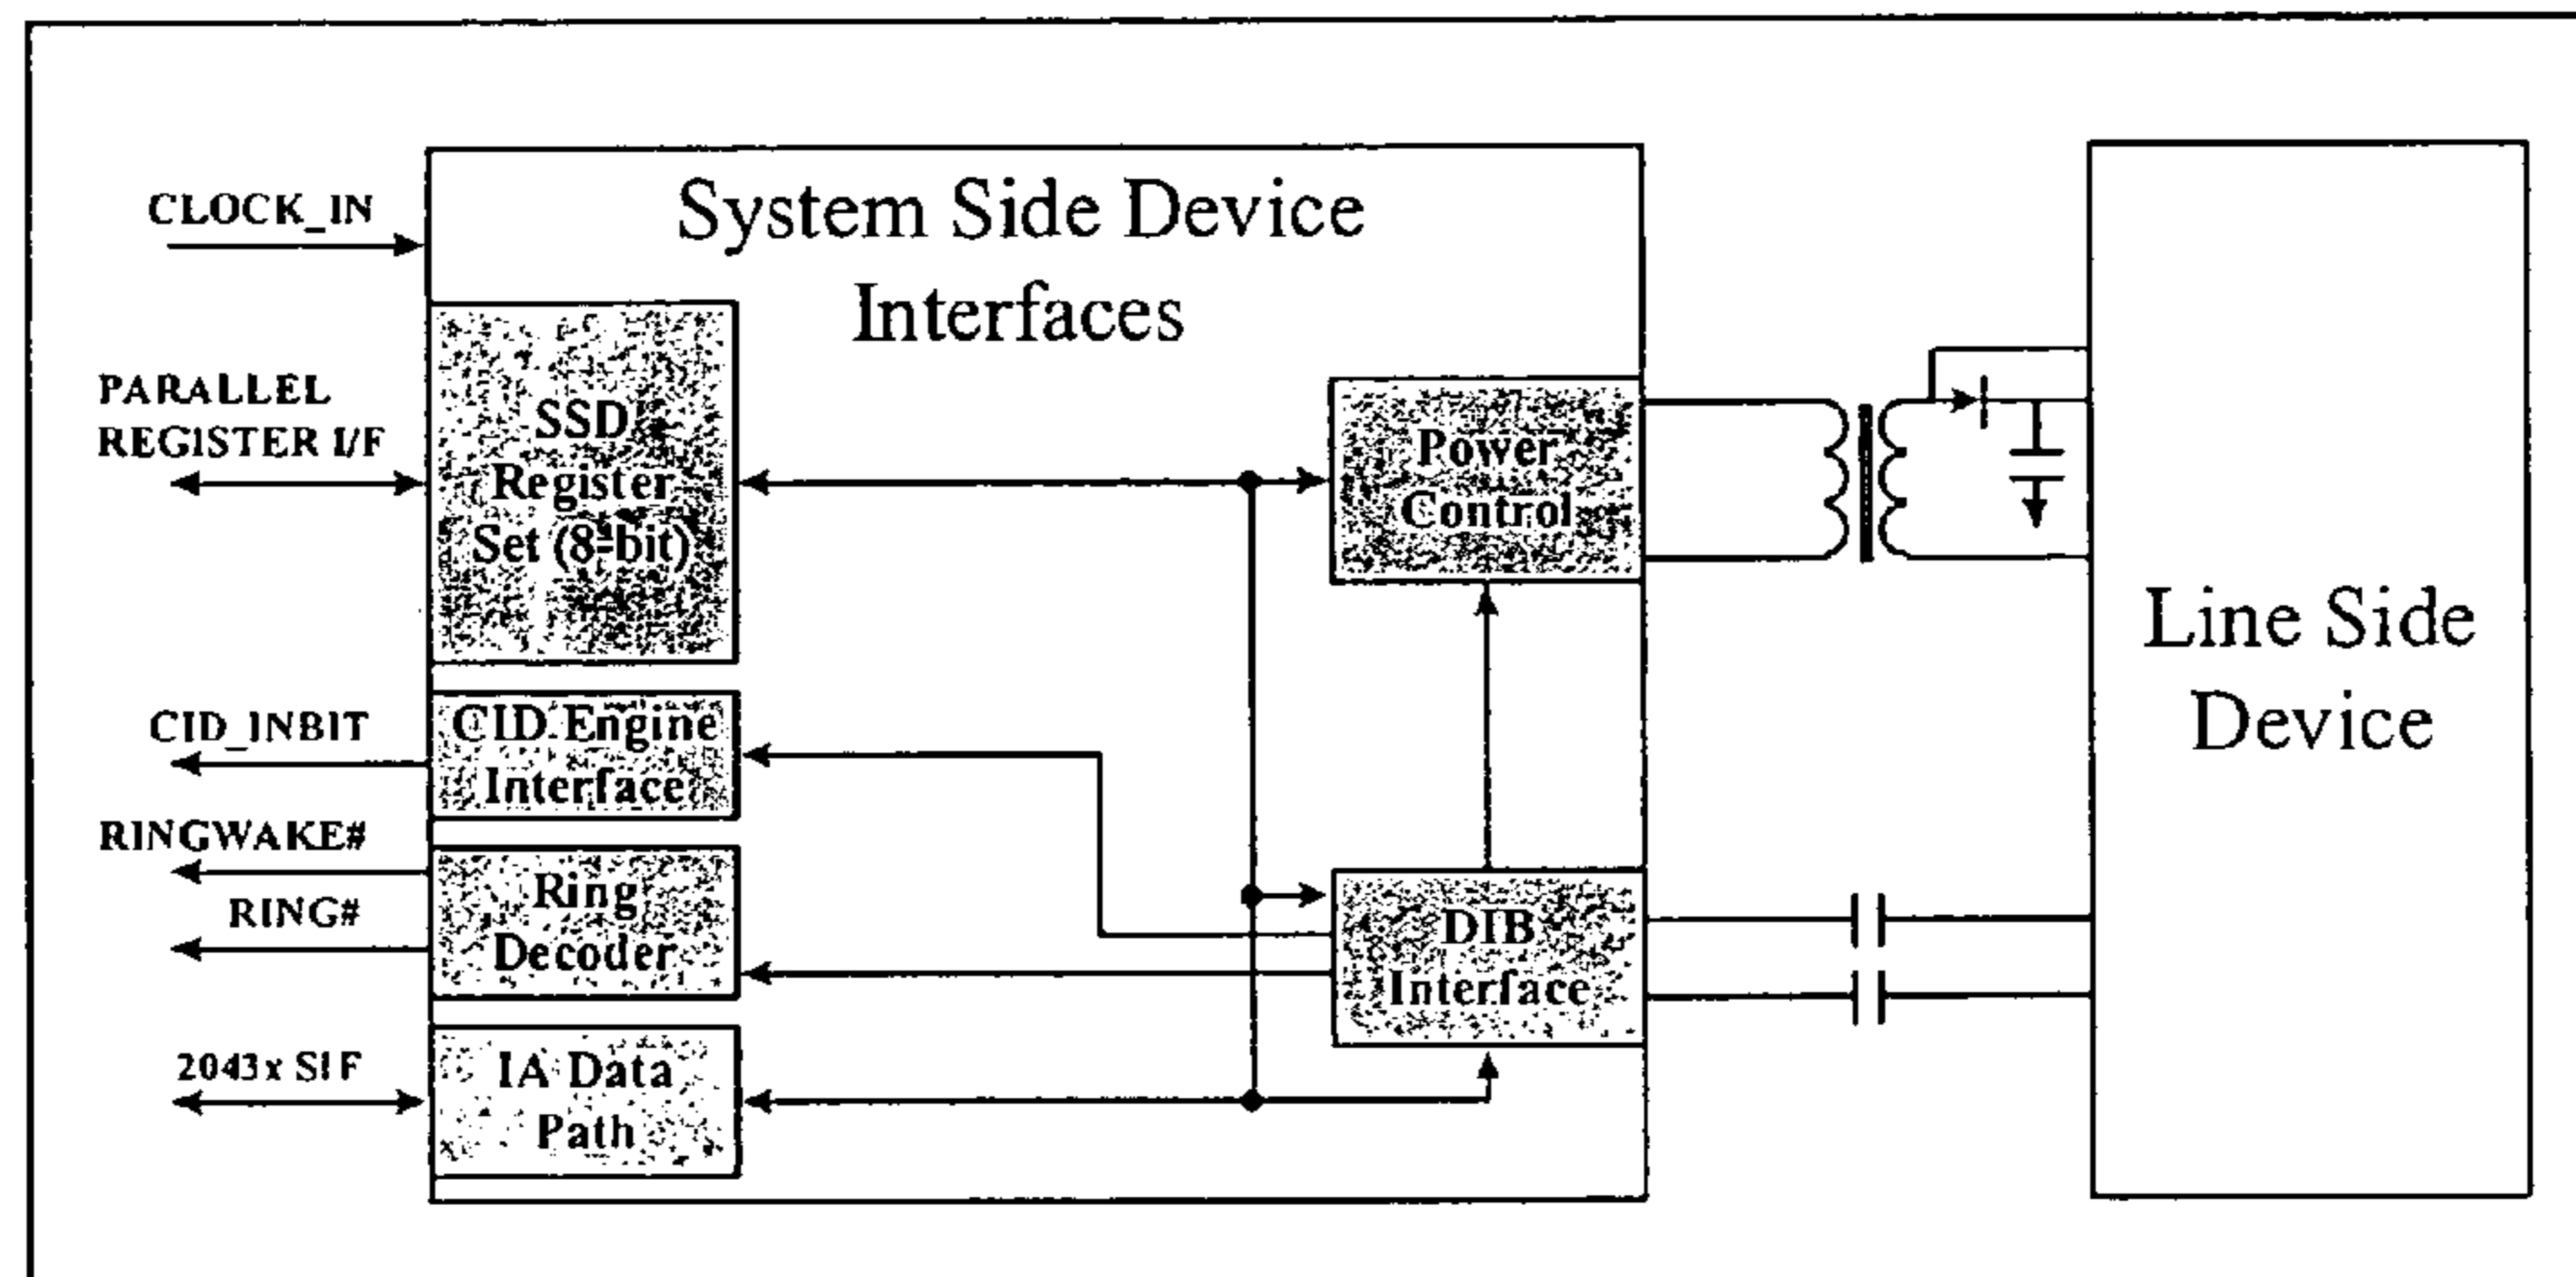 System Side Device
Interfaces
CLOCK_IN
PARALLEL
REGISTER I/F
SSD
Register
Set (8-bit)
Power
Control
Line Side
Device
CID_INBIT
CID Engine
Interface
RINGWAKE#
RING#
Ring
Decoder
DIB
Interface
2043x SIF
IA Data
Path